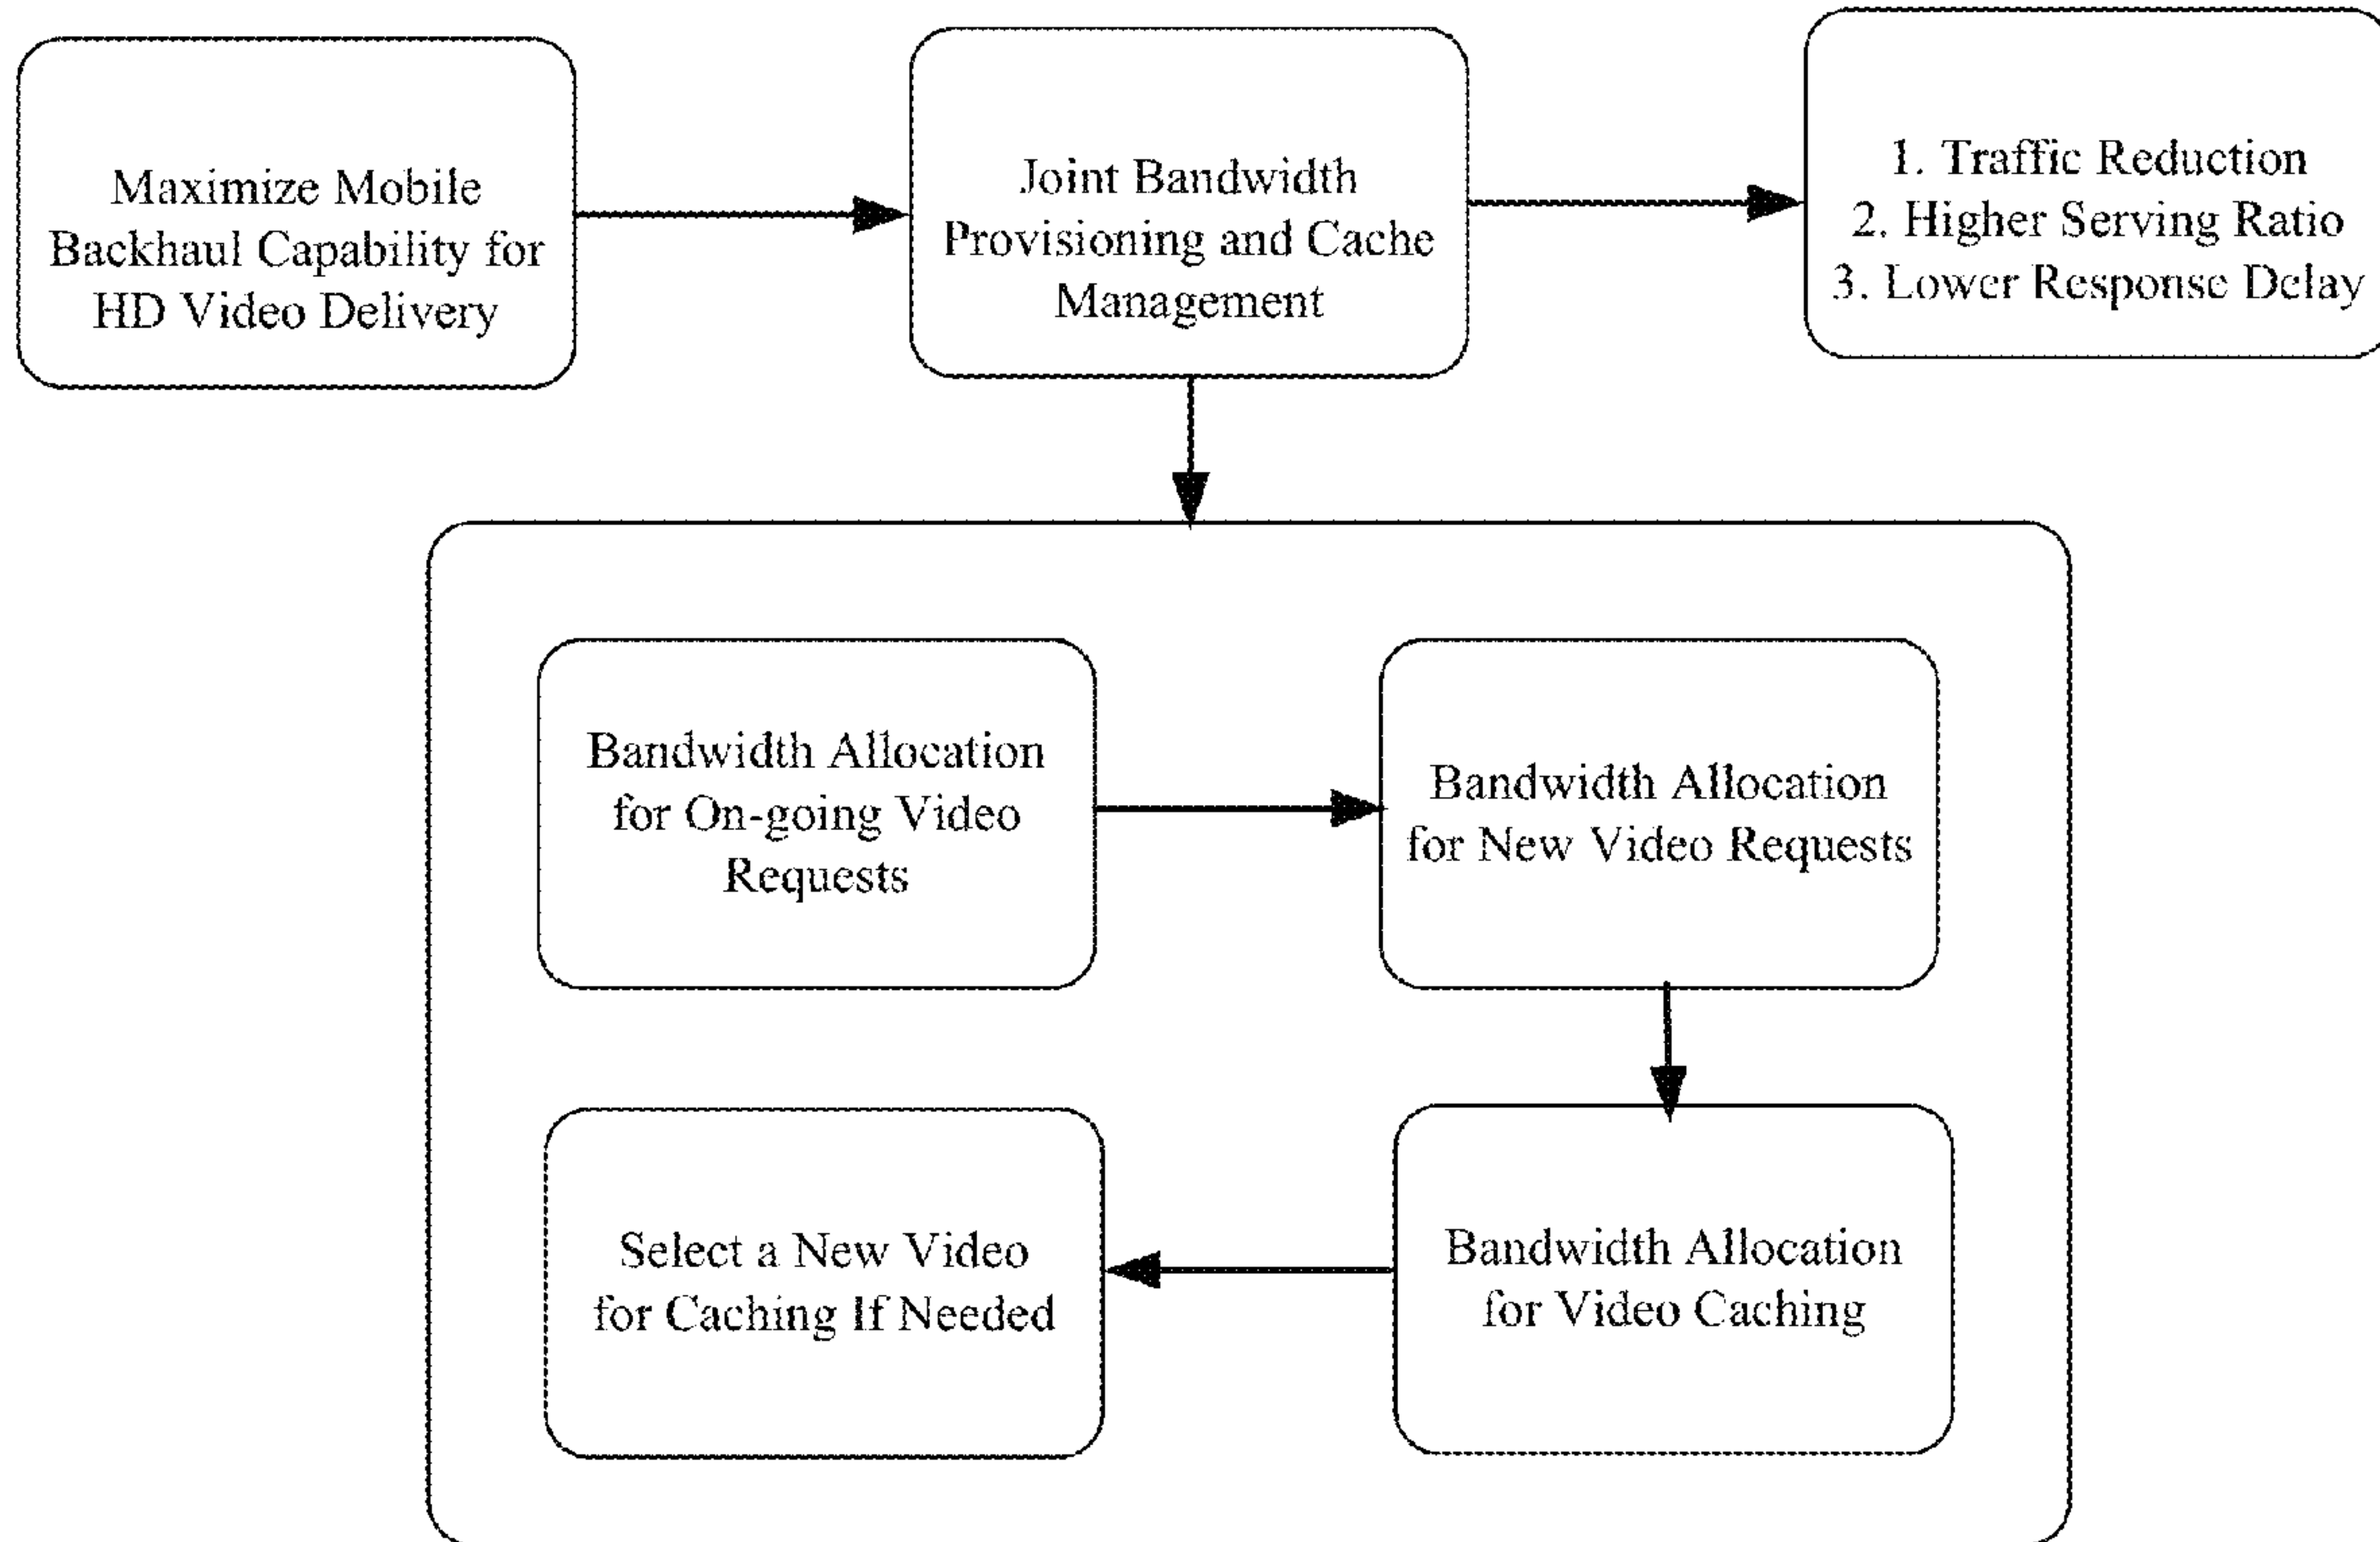 Maximize Mobile
Backhaul Capability for
HD Video Delivery
Joint Bandwidth
Provisioning and Cache
Management
1. Traffic Reduction
2. Higher Serving Ratio
3. Lower Response Delay
Bandwidth Allocation
for On-going Video
Requests
Bandwidth Allocation
for New Video Requests
Select a New Video
for Caching If Needed
Bandwidth Allocation
for Video Caching